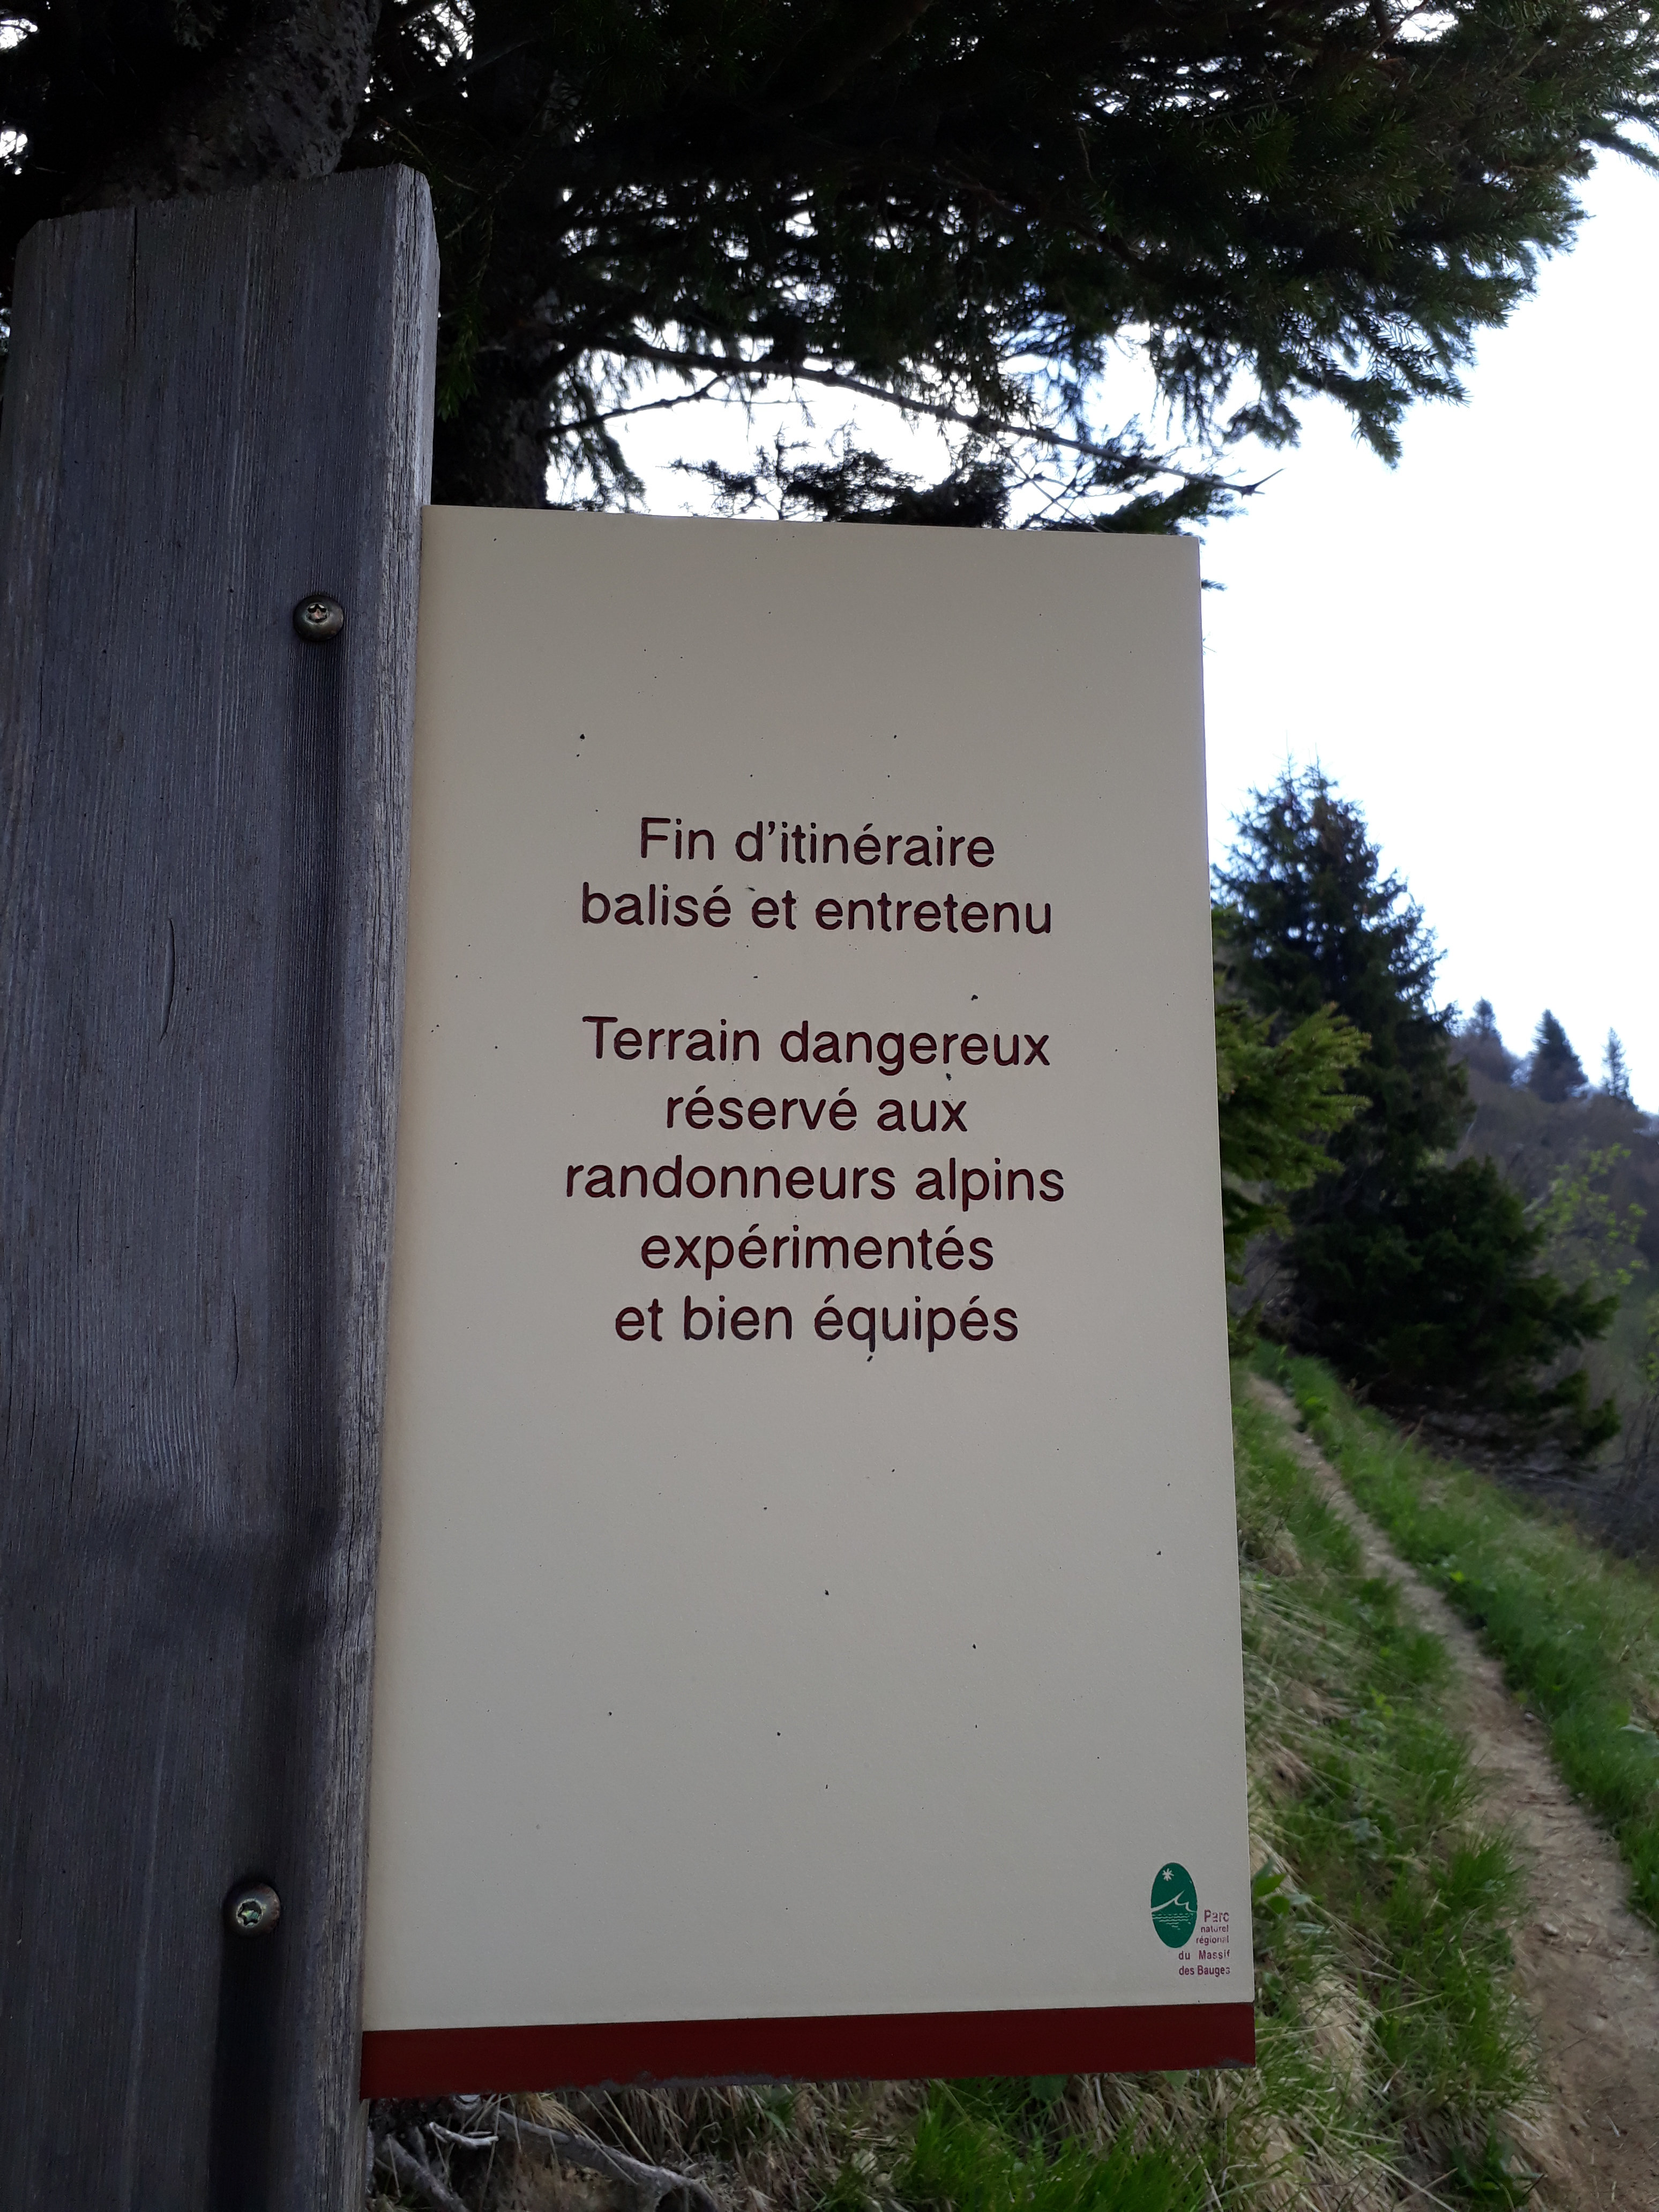 Fin d'itinéraire
balisé et entretenu
Terrain dangereux
réservé aux
randonneurs alpins
expérimentés
et bien équipés
Parc
naturel
régional
du Massif
des Bauges